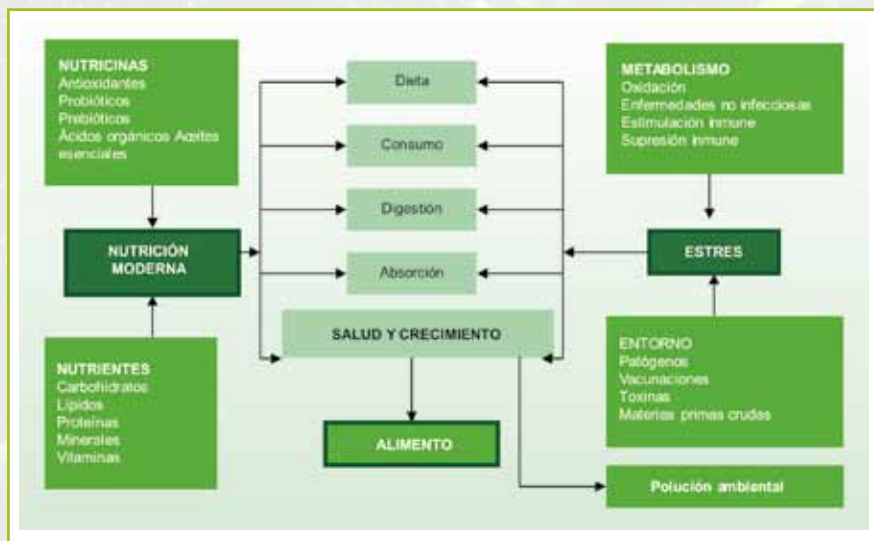 NUTRICINAS
Antioxidantes
Probióticos
Prebióticos
Ácidos orgánicos Aceites
esenciales
NUTRICIÓN
MODERNA
NUTRIENTES
Carbohidratos
Lípidos
Proteínas
Minerales
Vitaminas
Dieta
Consumo
Digestión
Absorción
SALUD Y CRECIMIENTO
ALIMENTO
METABOLISMO
Oxidación
Enfermedades no infecciosas
Estimulación inmune
Supresión inmune
ESTRES
ENTORNO
Patógenos
Vacunaciones
Toxinas
Materias primas crudas
Polución ambiental